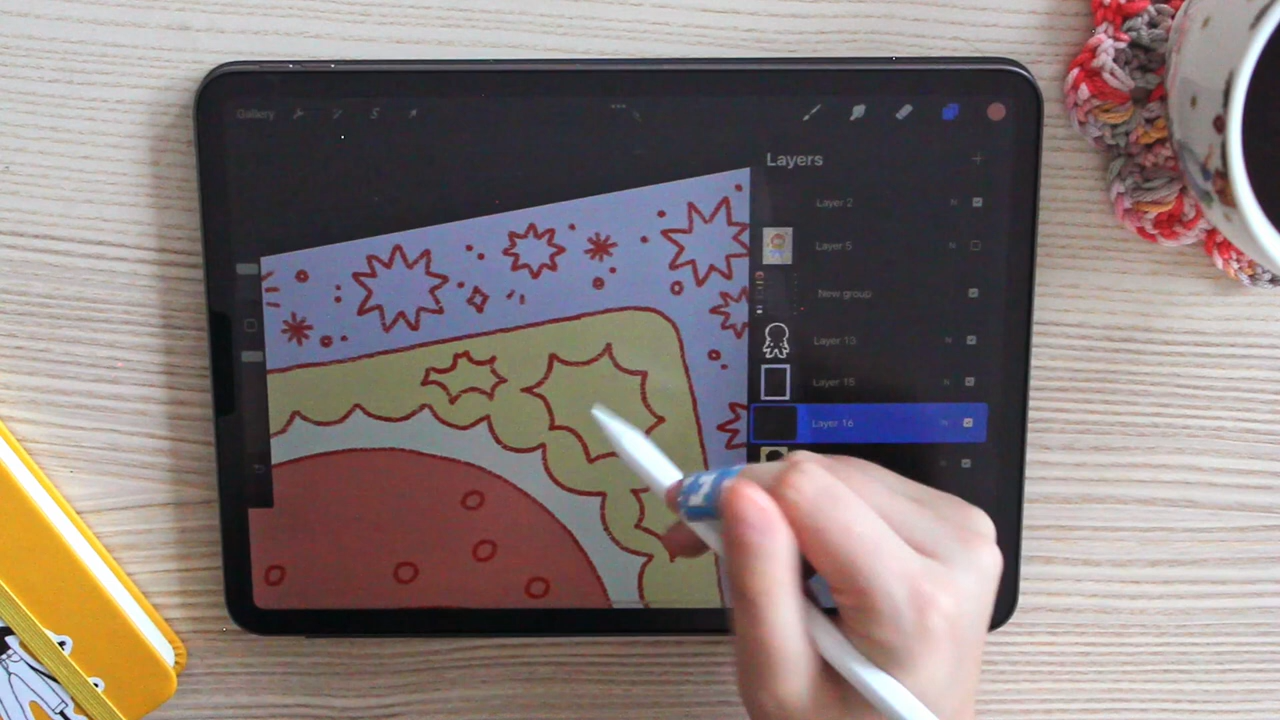 Gallery
Layers
Layer 2 N
Layer 5 N
New group
Layer 13 N
Layer 15 N
Layer 16 N
N